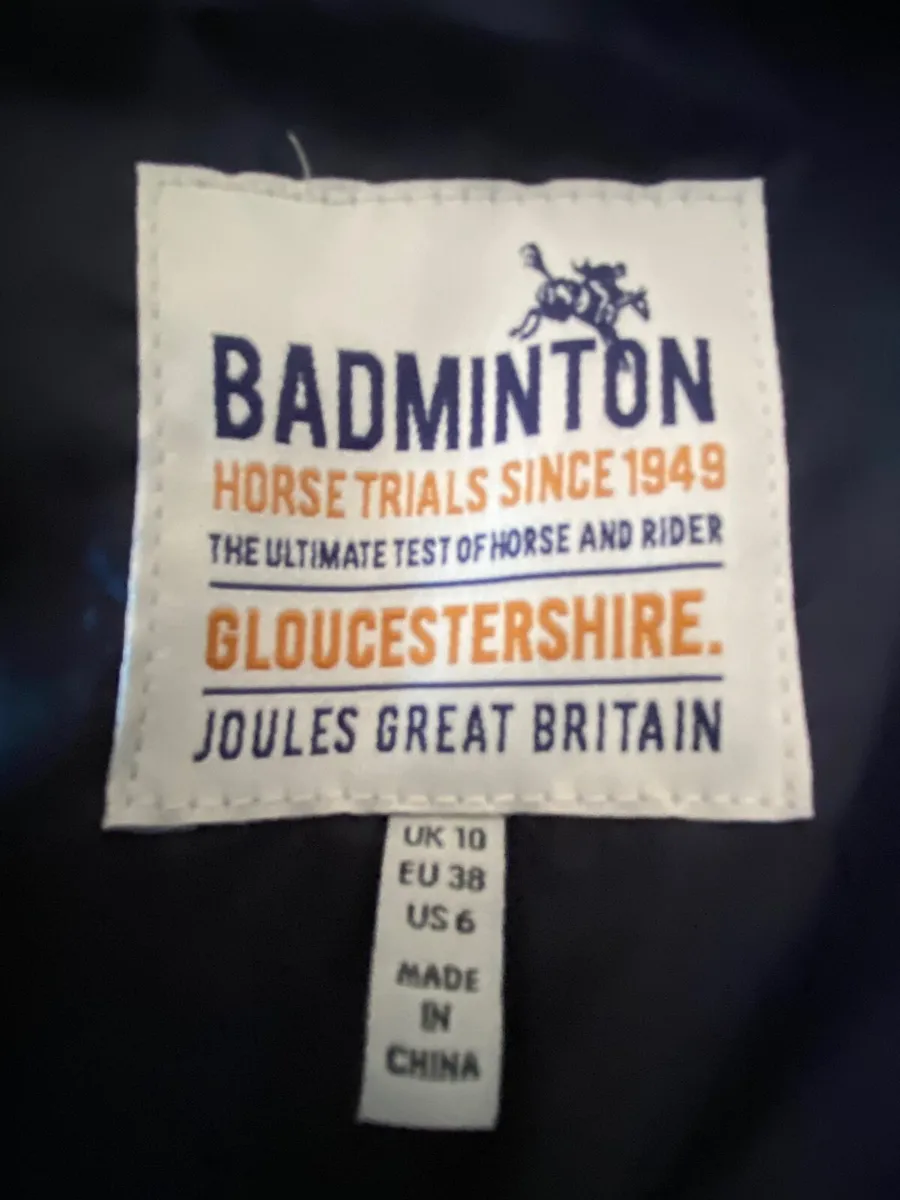 BADMINTON
HORSE TRIALS SINCE 1949
THE ULTIMATE TEST OF HORSE AND RIDER
GLOUCESTERSHIRE.
JOULES GREAT BRITAIN
UK 10
EU 38
US 6
MADE
IN
CHINA